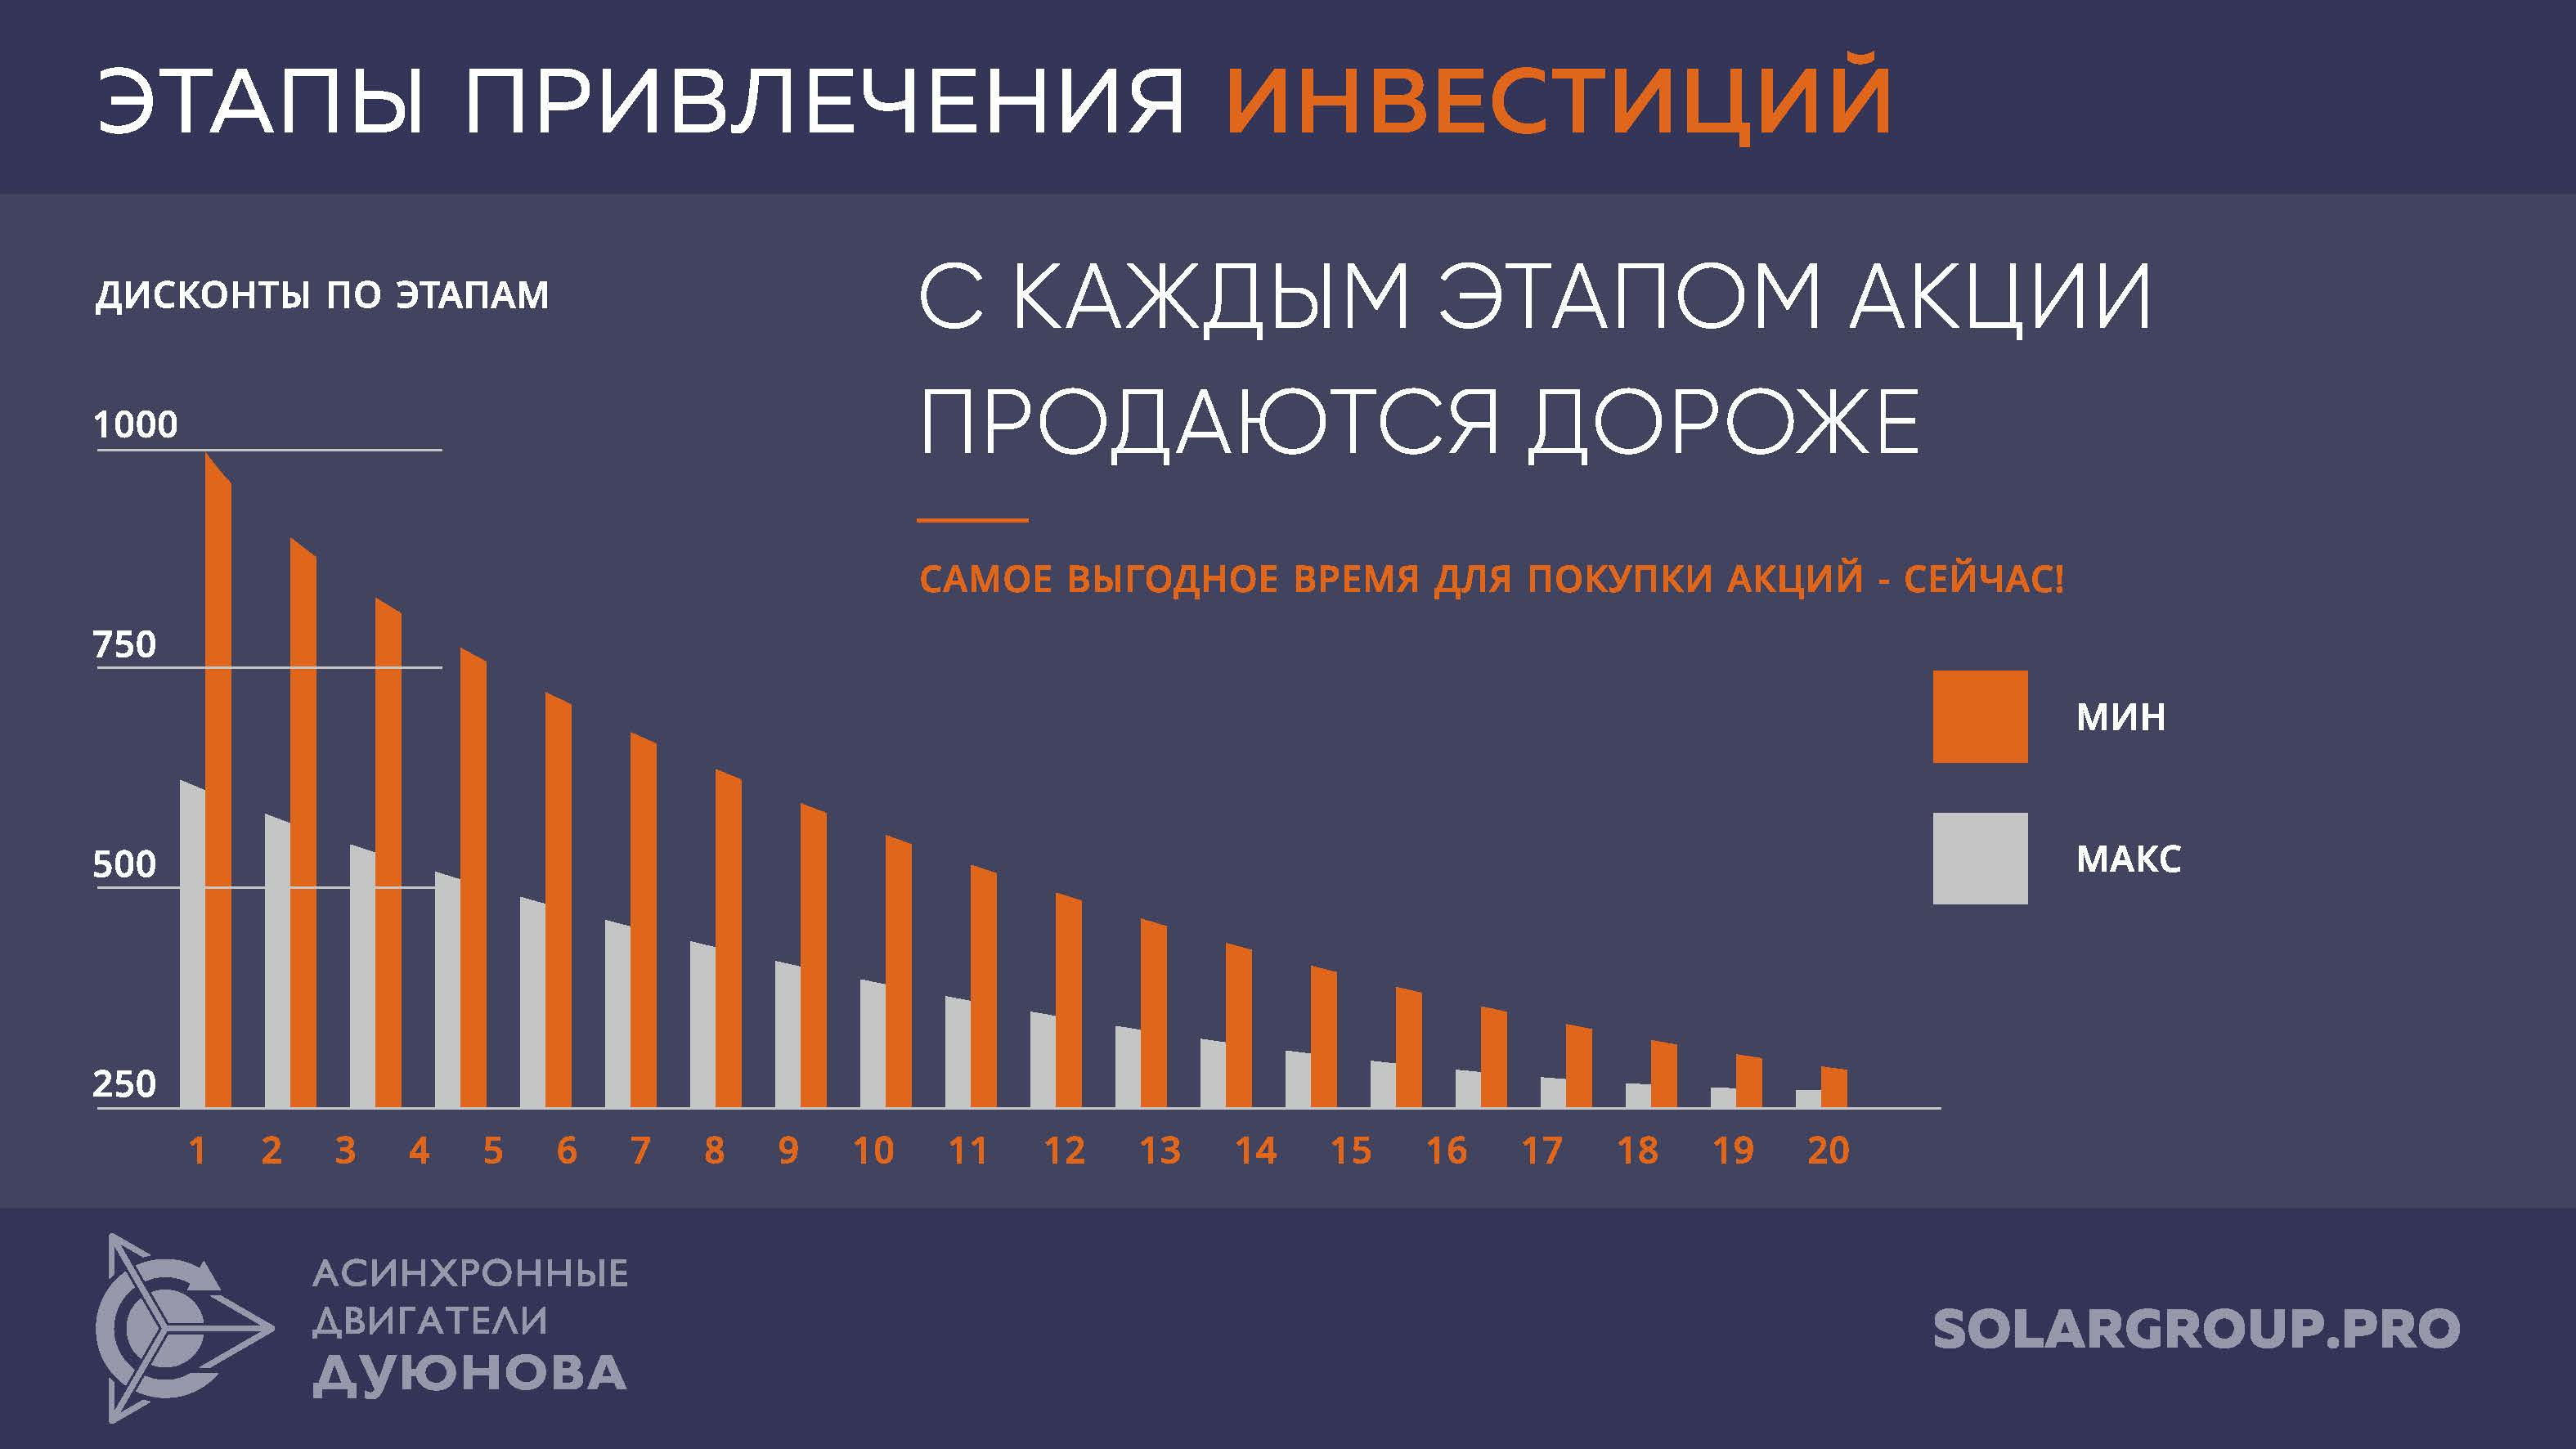 ЭТАПЫ ПРИВЛЕЧЕНИЯ ИНВЕСТИЦИЙ
ДИСКОНТЫ ПО ЭТАПАМ
С КАЖДЫМ ЭТАПОМ АКЦИИ
ПРОДАЮТСЯ ДОРОЖЕ
САМОЕ ВЫГОДНОЕ ВРЕМЯ ДЛЯ ПОКУПКИ АКЦИЙ - СЕЙЧАС!
1000
750
500
250
МИН
МАКС
1 2 3 4 5 6 7 8 9 10 11 12 13 14 15 16 17 18 19 20
АСИНХРОННЫЕ
ДВИГАТЕЛИ
ДУЮНОВА
SOLARGROUP.PRO